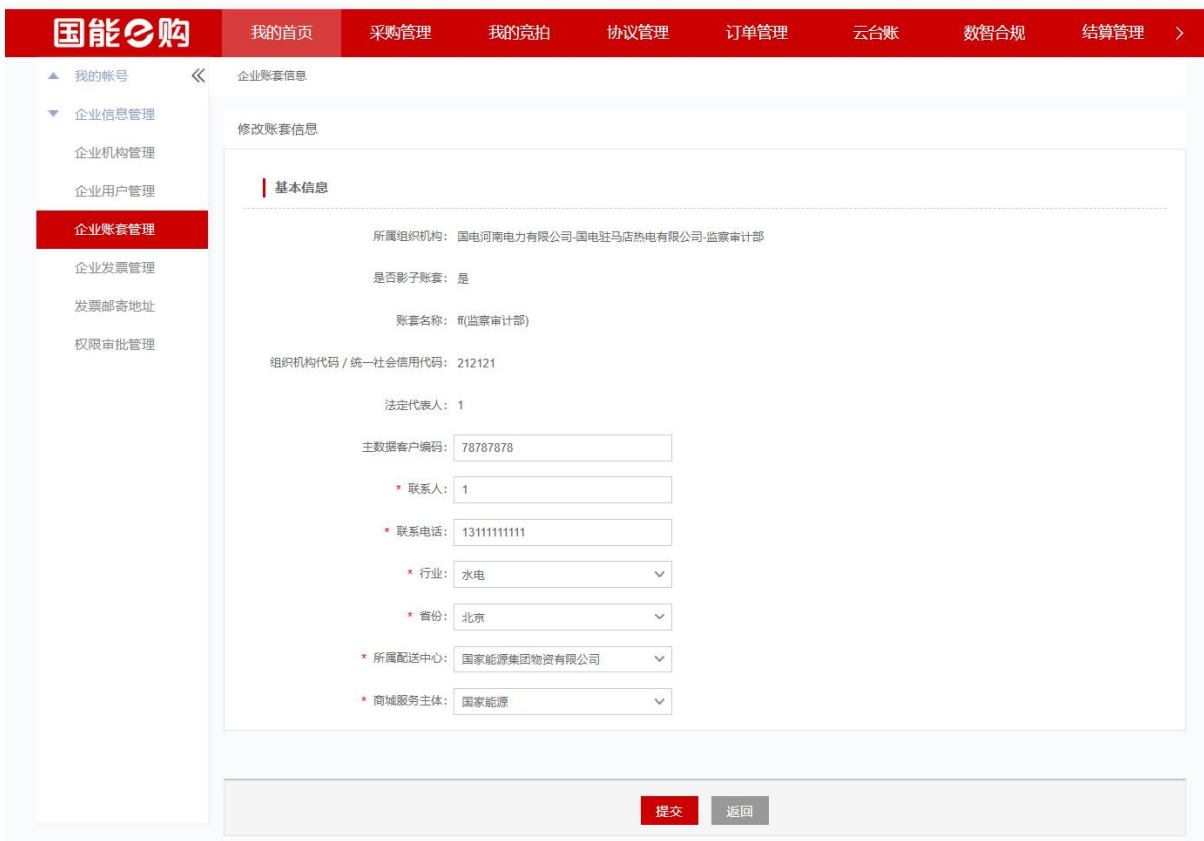 国能e购 我的首页 采购管理 我的竞拍 协议管理 订单管理 云台账 数智合规 结算管理
我的帐号
企业信息管理
企业机构管理
企业用户管理
企业账套管理
企业发票管理
发票邮寄地址
权限审批管理
企业账套信息
修改账套信息
基本信息
所属组织机构: 国电河南电力有限公司-国电驻马店热电有限公司-监察审计部
是否影子账套: 是
账套名称: ff(监察审计部)
组织机构代码 / 统一社会信用代码: 212121
法定代表人: 1
主数据客户编码: 78787878
* 联系人: 1
* 联系电话: 13111111111
* 行业: 水电
* 省份: 北京
* 所属配送中心: 国家能源集团物资有限公司
* 商城服务主体: 国家能源
提交 返回